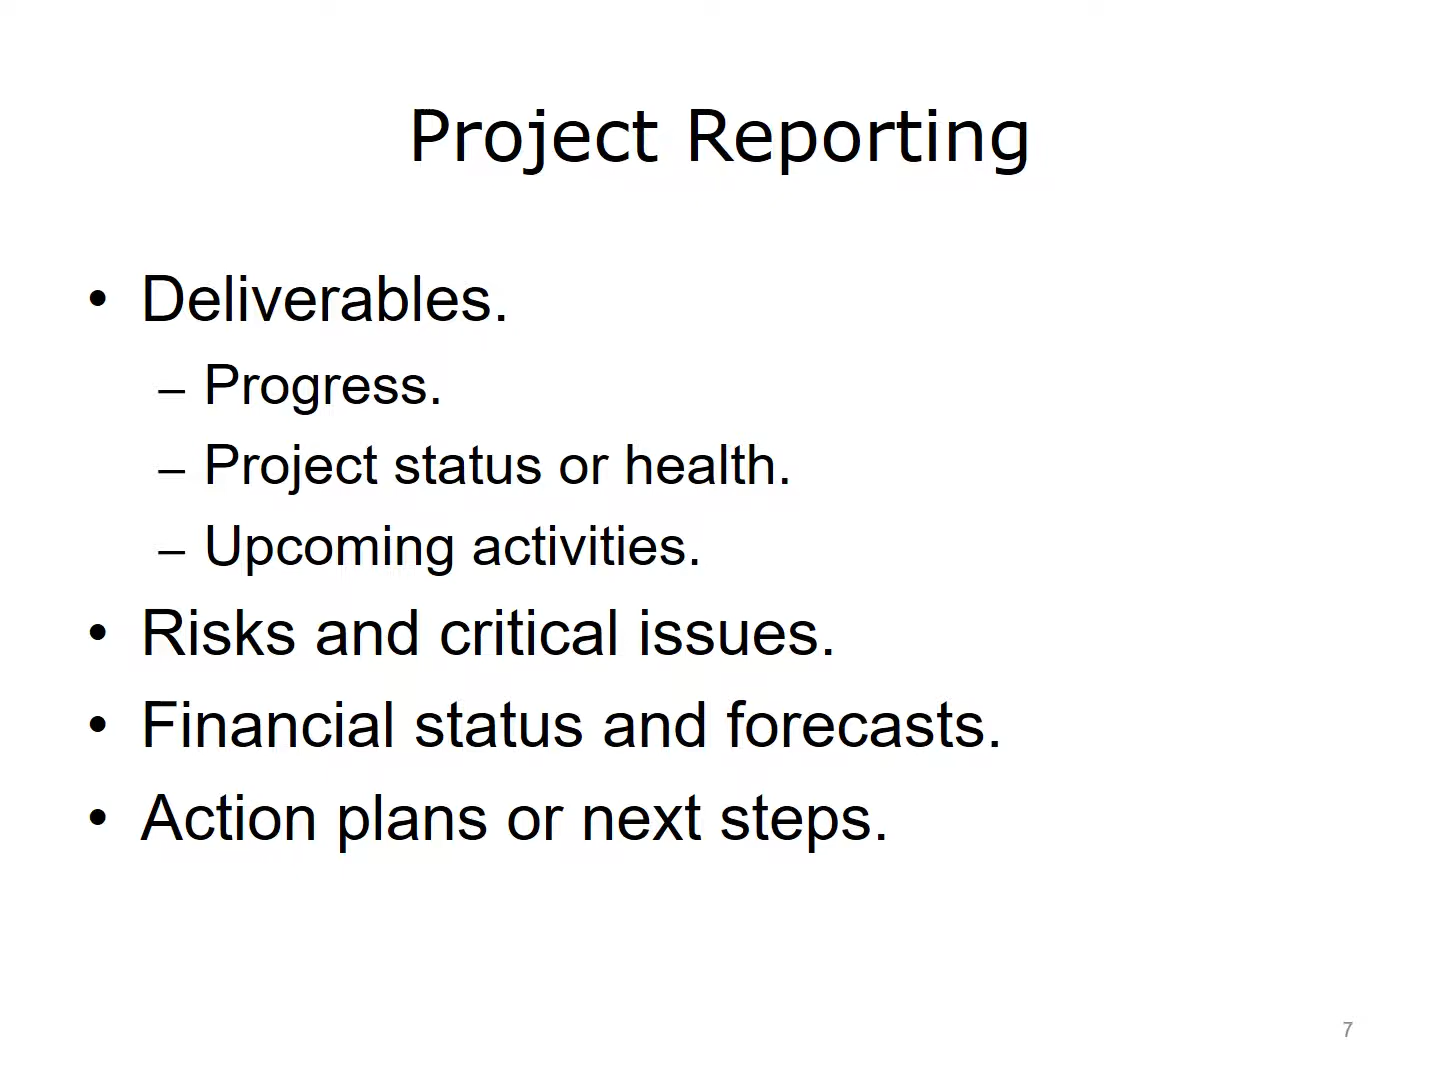 Project Reporting
• Deliverables.
– Progress.
– Project status or health.
– Upcoming activities.
• Risks and critical issues.
• Financial status and forecasts.
• Action plans or next steps.
7